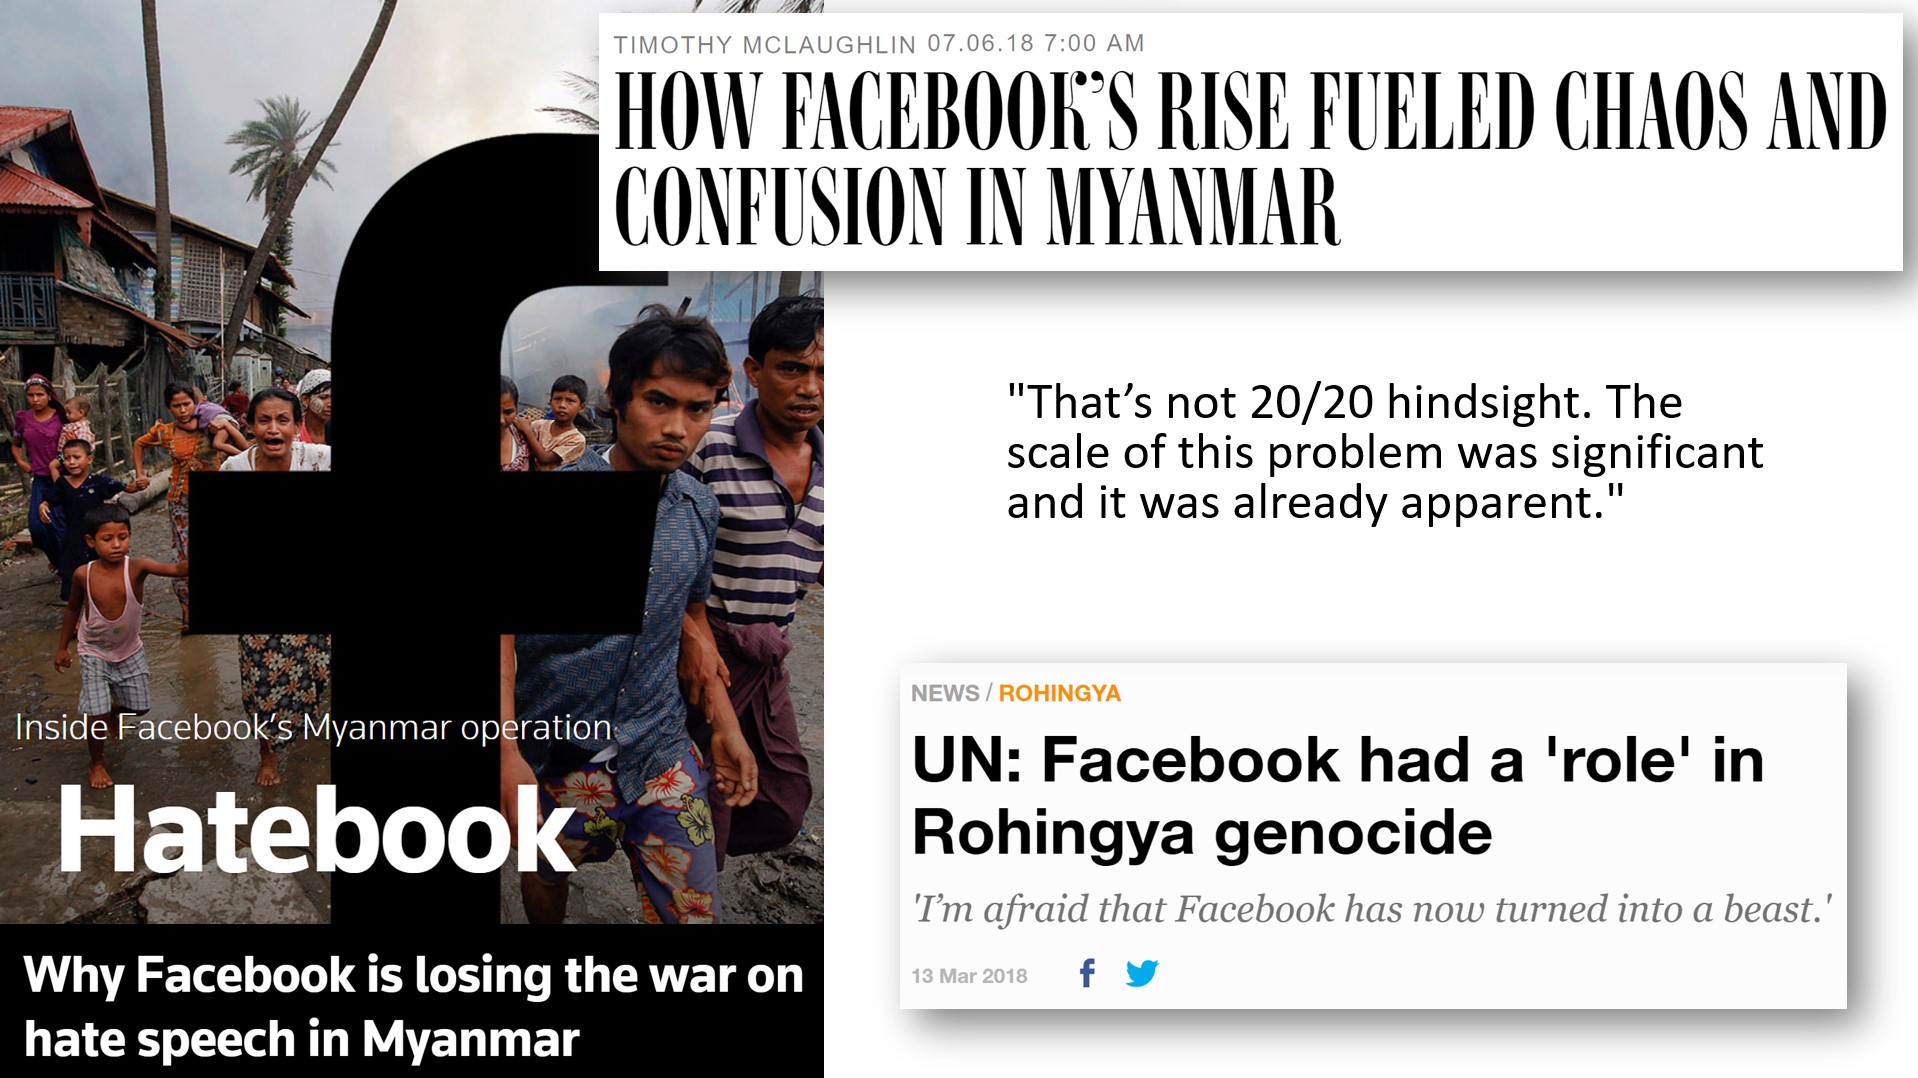 TIMOTHY MCLAUGHLIN 07.06.18 7:00 AM
HOW FACEBOOK’S RISE FUELED CHAOS AND
CONFUSION IN MYANMAR
"That’s not 20/20 hindsight. The
scale of this problem was significant
and it was already apparent."
Inside Facebook’s Myanmar operation
Hatebook
Why Facebook is losing the war on
hate speech in Myanmar
NEWS / ROHINGYA
UN: Facebook had a 'role' in
Rohingya genocide
'I’m afraid that Facebook has now turned into a beast.'
13 Mar 2018